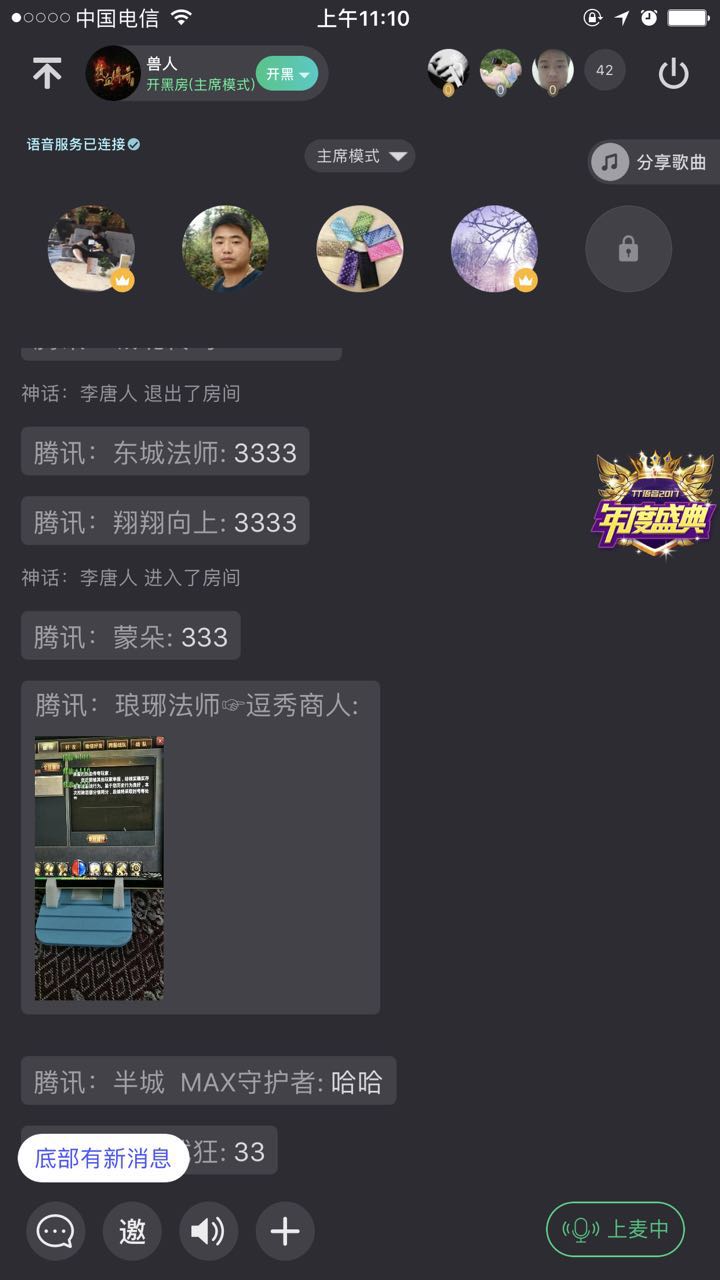 中国电信
上午11:10
兽人
开黑房(主席模式)
开黑
0
0
0
42
语音服务已连接
主席模式
分享歌曲
神话：李唐人 退出了房间
腾讯：东城法师: 3333
腾讯：翔翔向上: 3333
TT语音2017
年度盛典
神话：李唐人 进入了房间
腾讯：蒙朵: 333
腾讯：琅琊法师☞逗秀商人:
腾讯：半城 MAX守护者: 哈哈
狂: 33
底部有新消息
邀
上麦中